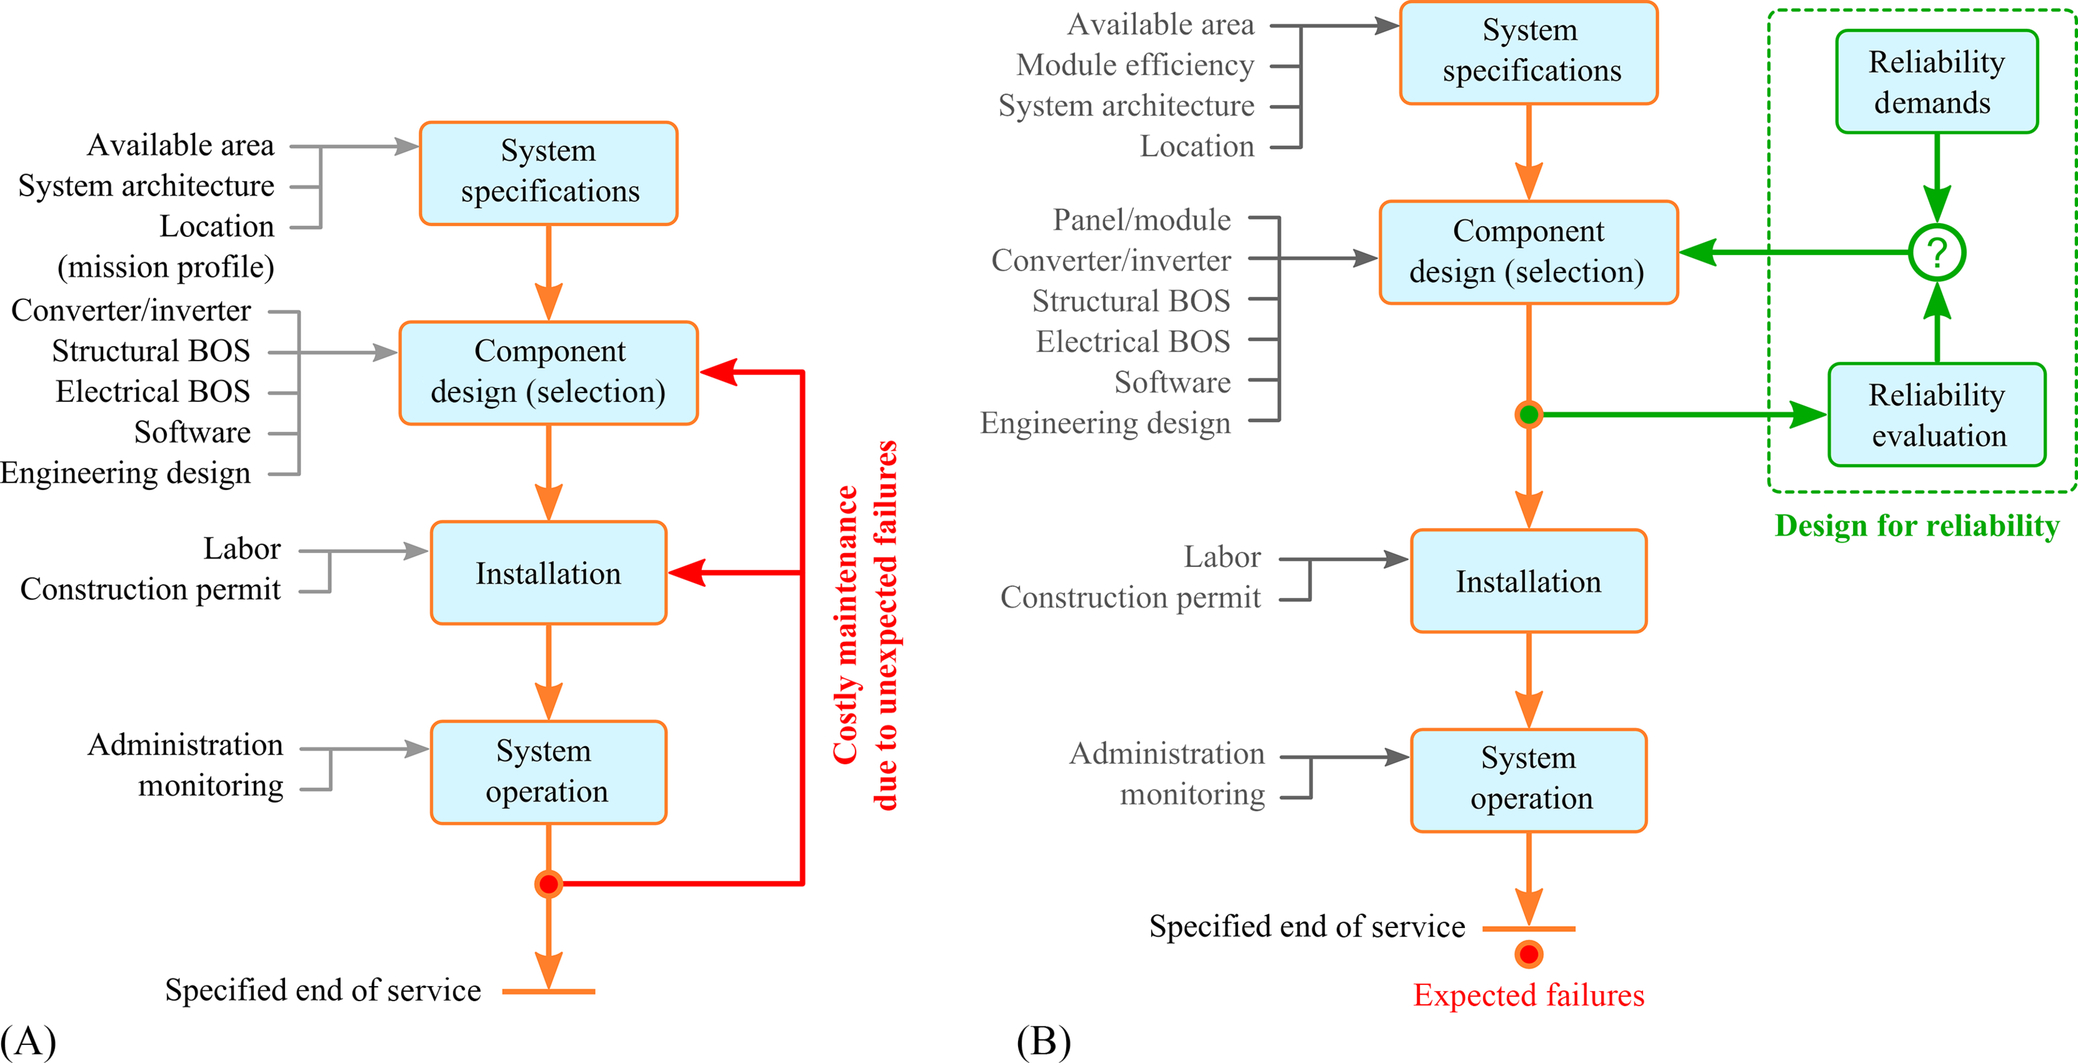 Available area
System architecture
Location
(mission profile)
System
specifications
Converter/inverter
Structural BOS
Electrical BOS
Software
Engineering design
Component
design (selection)
Labor
Construction permit
Installation
Administration
monitoring
System
operation
Costly maintenance
due to unexpected failures
Specified end of service
(A)
Available area
Module efficiency
System architecture
Location
System
specifications
Panel/module
Converter/inverter
Structural BOS
Electrical BOS
Software
Engineering design
Component
design (selection)
Reliability
demands
?
Reliability
evaluation
Design for reliability
Labor
Construction permit
Installation
Administration
monitoring
System
operation
Specified end of service
Expected failures
(B)